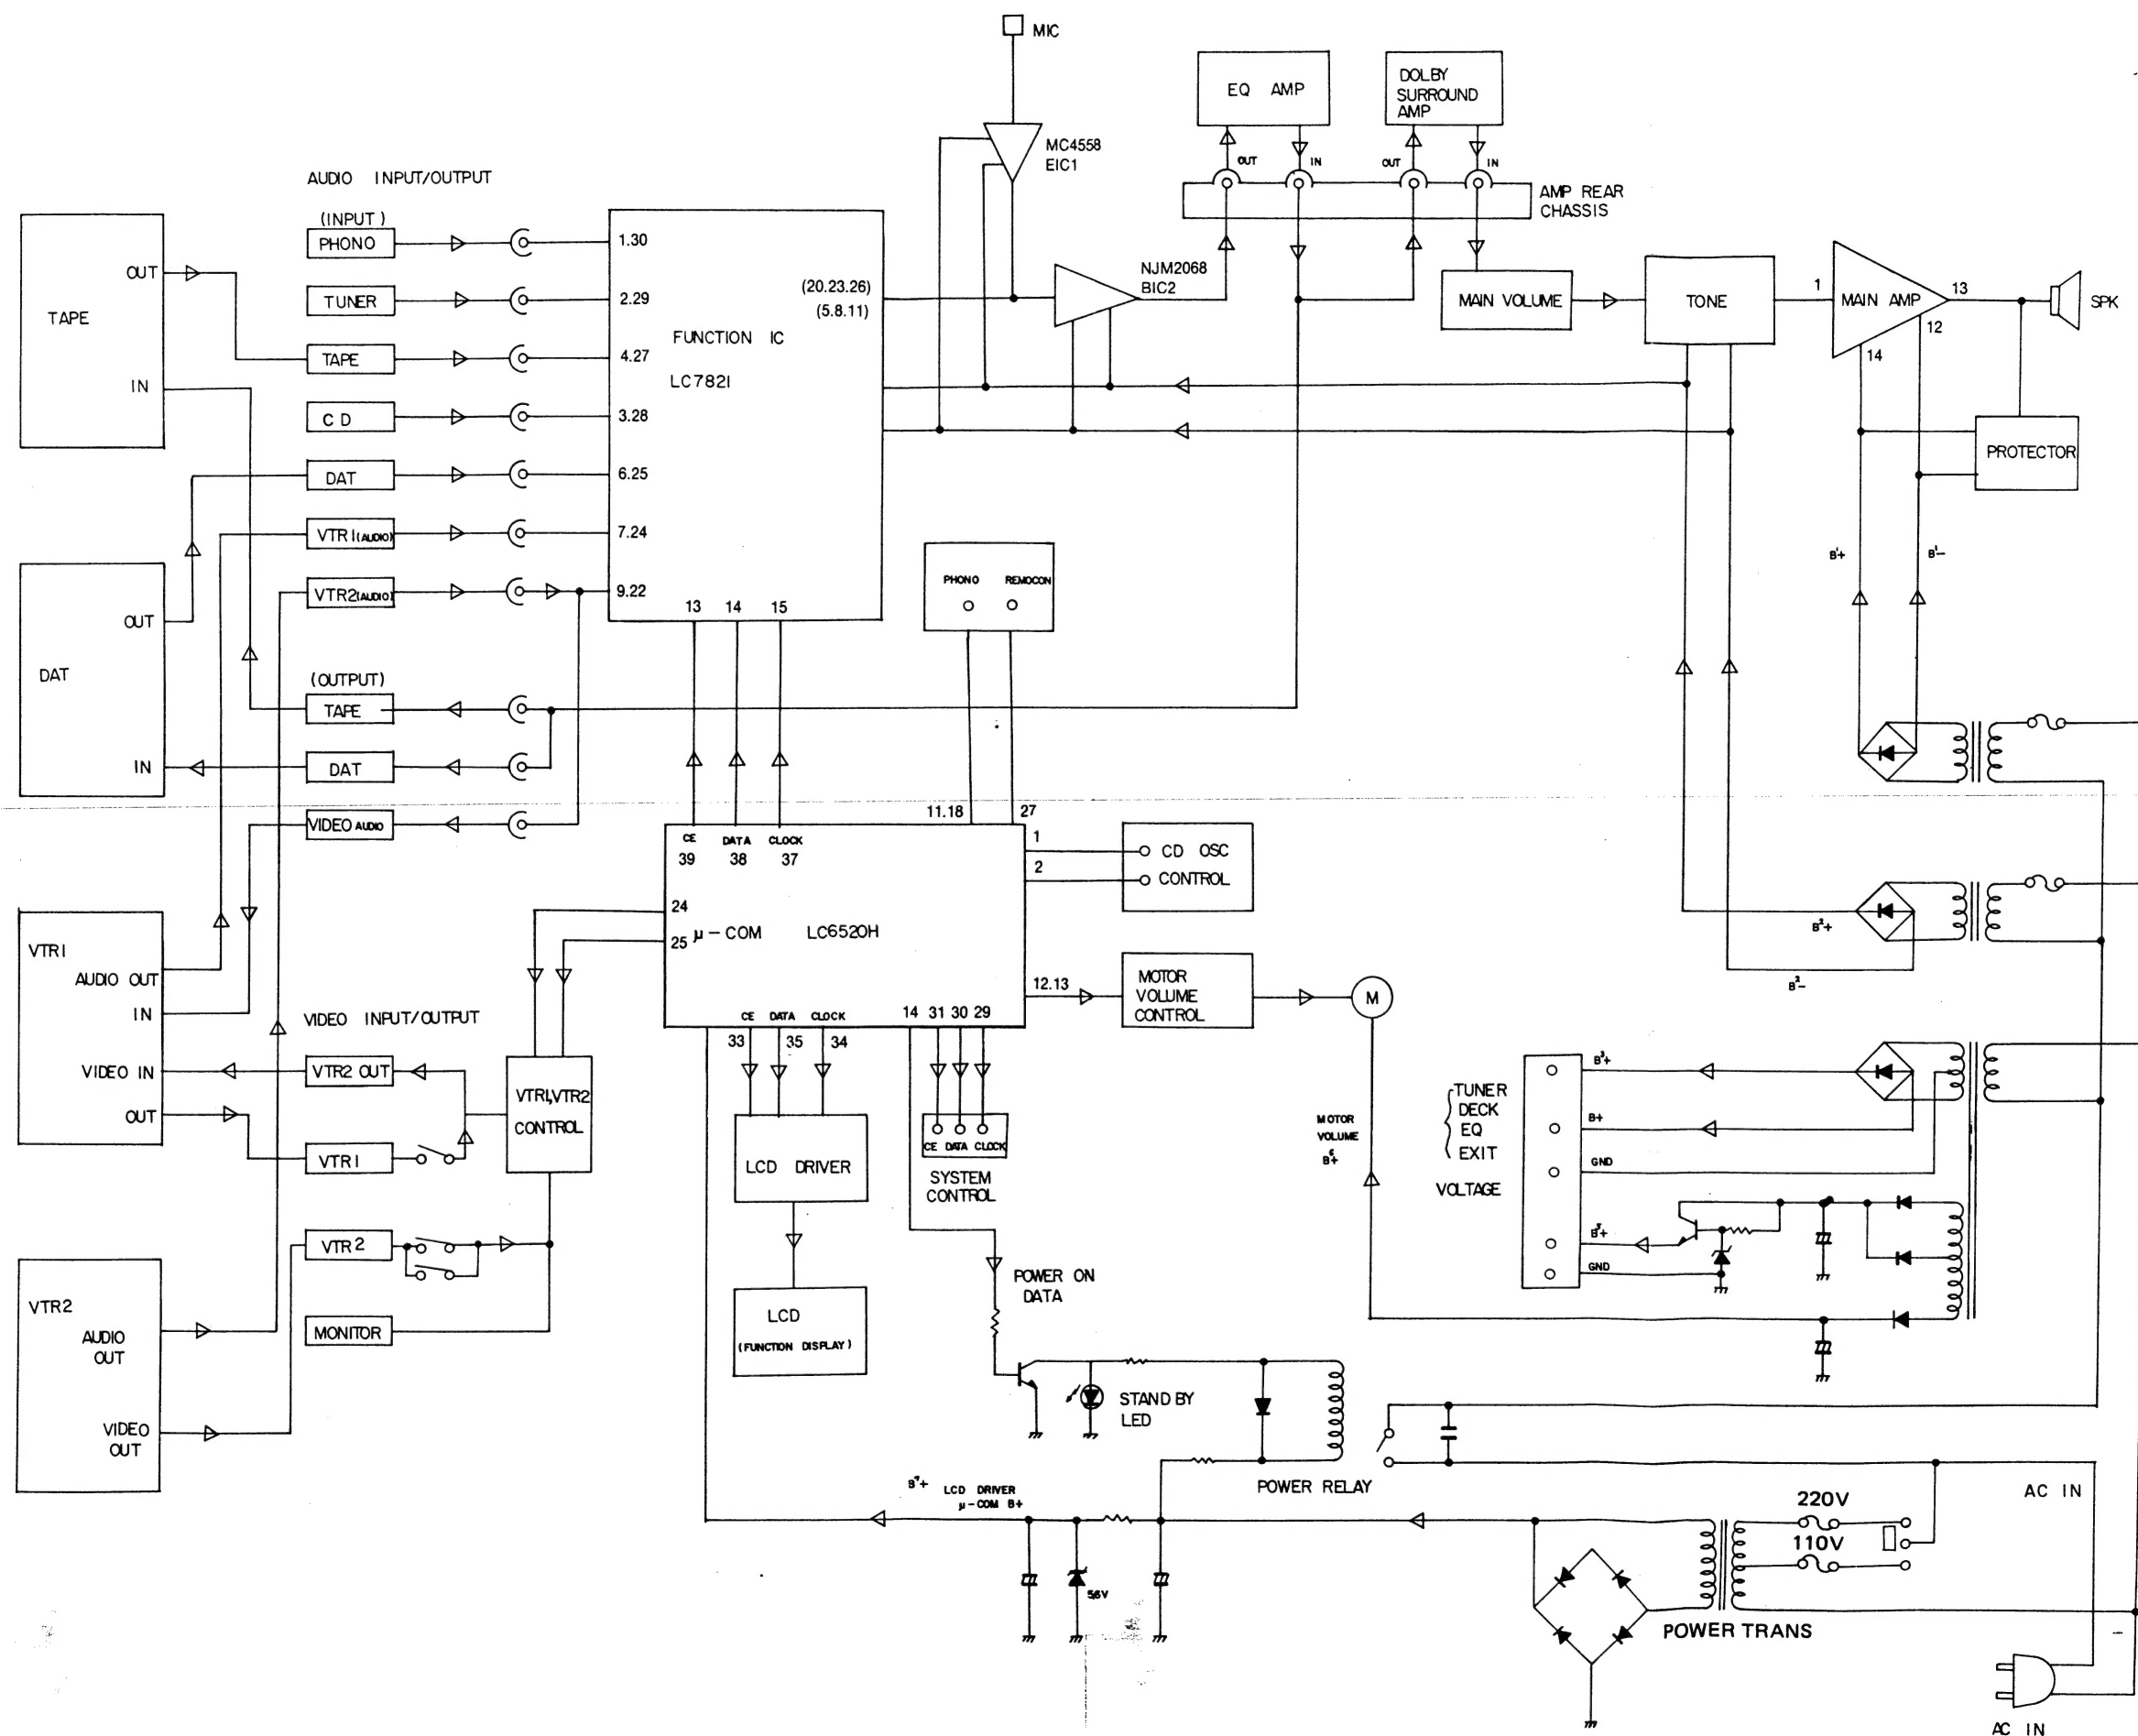 MIC
EQ AMP
DOLBY
SURROUND
AMP
MC4558
EIC1
OUT
IN
OUT
IN
AMP REAR
CHASSIS
AUDIO INPUT/OUTPUT
(INPUT)
PHONO
1.30
TUNER
2.29
TAPE
4.27
CD
3.28
DAT
6.25
VTR1(AUDIO)
7.24
VTR2(AUDIO)
9.22
(20.23.26)
(5.8.11)
FUNCTION IC
LC7821
13
14
15
NJM2068
BIC2
MAIN VOLUME
TONE
1
MAIN AMP
13
12
14
SPK
PROTECTOR
B¹+
B¹-
TAPE
OUT
IN
DAT
OUT
IN
(OUTPUT)
TAPE
DAT
VIDEO AUDIO
PHONO REMOCON
11.18
27
CE
39
DATA
38
CLOCK
37
24
25
μ-COM LC6520H
1
2
CD OSC
CONTROL
12.13
MOTOR
VOLUME
CONTROL
M
CE DATA CLOCK
33
35
34
14 31 30 29
B²+
B²-
VTR1
AUDIO OUT
IN
VIDEO IN
OUT
VIDEO INPUT/OUTPUT
VTR2 OUT
VTR1
VTR1,VTR2
CONTROL
VTR2
MONITOR
VTR2
AUDIO
OUT
VIDEO
OUT
LCD DRIVER
LCD
(FUNCTION DISPLAY)
CE DATA CLOCK
SYSTEM
CONTROL
POWER ON
DATA
STAND BY
LED
POWER RELAY
MOTOR
VOLUME
B⁶+
TUNER
DECK
EQ
EXIT
VOLTAGE
B³+
B+
GND
GND
LCD DRIVER
μ-COM B+
5.6V
220V
110V
AC IN
POWER TRANS
AC IN